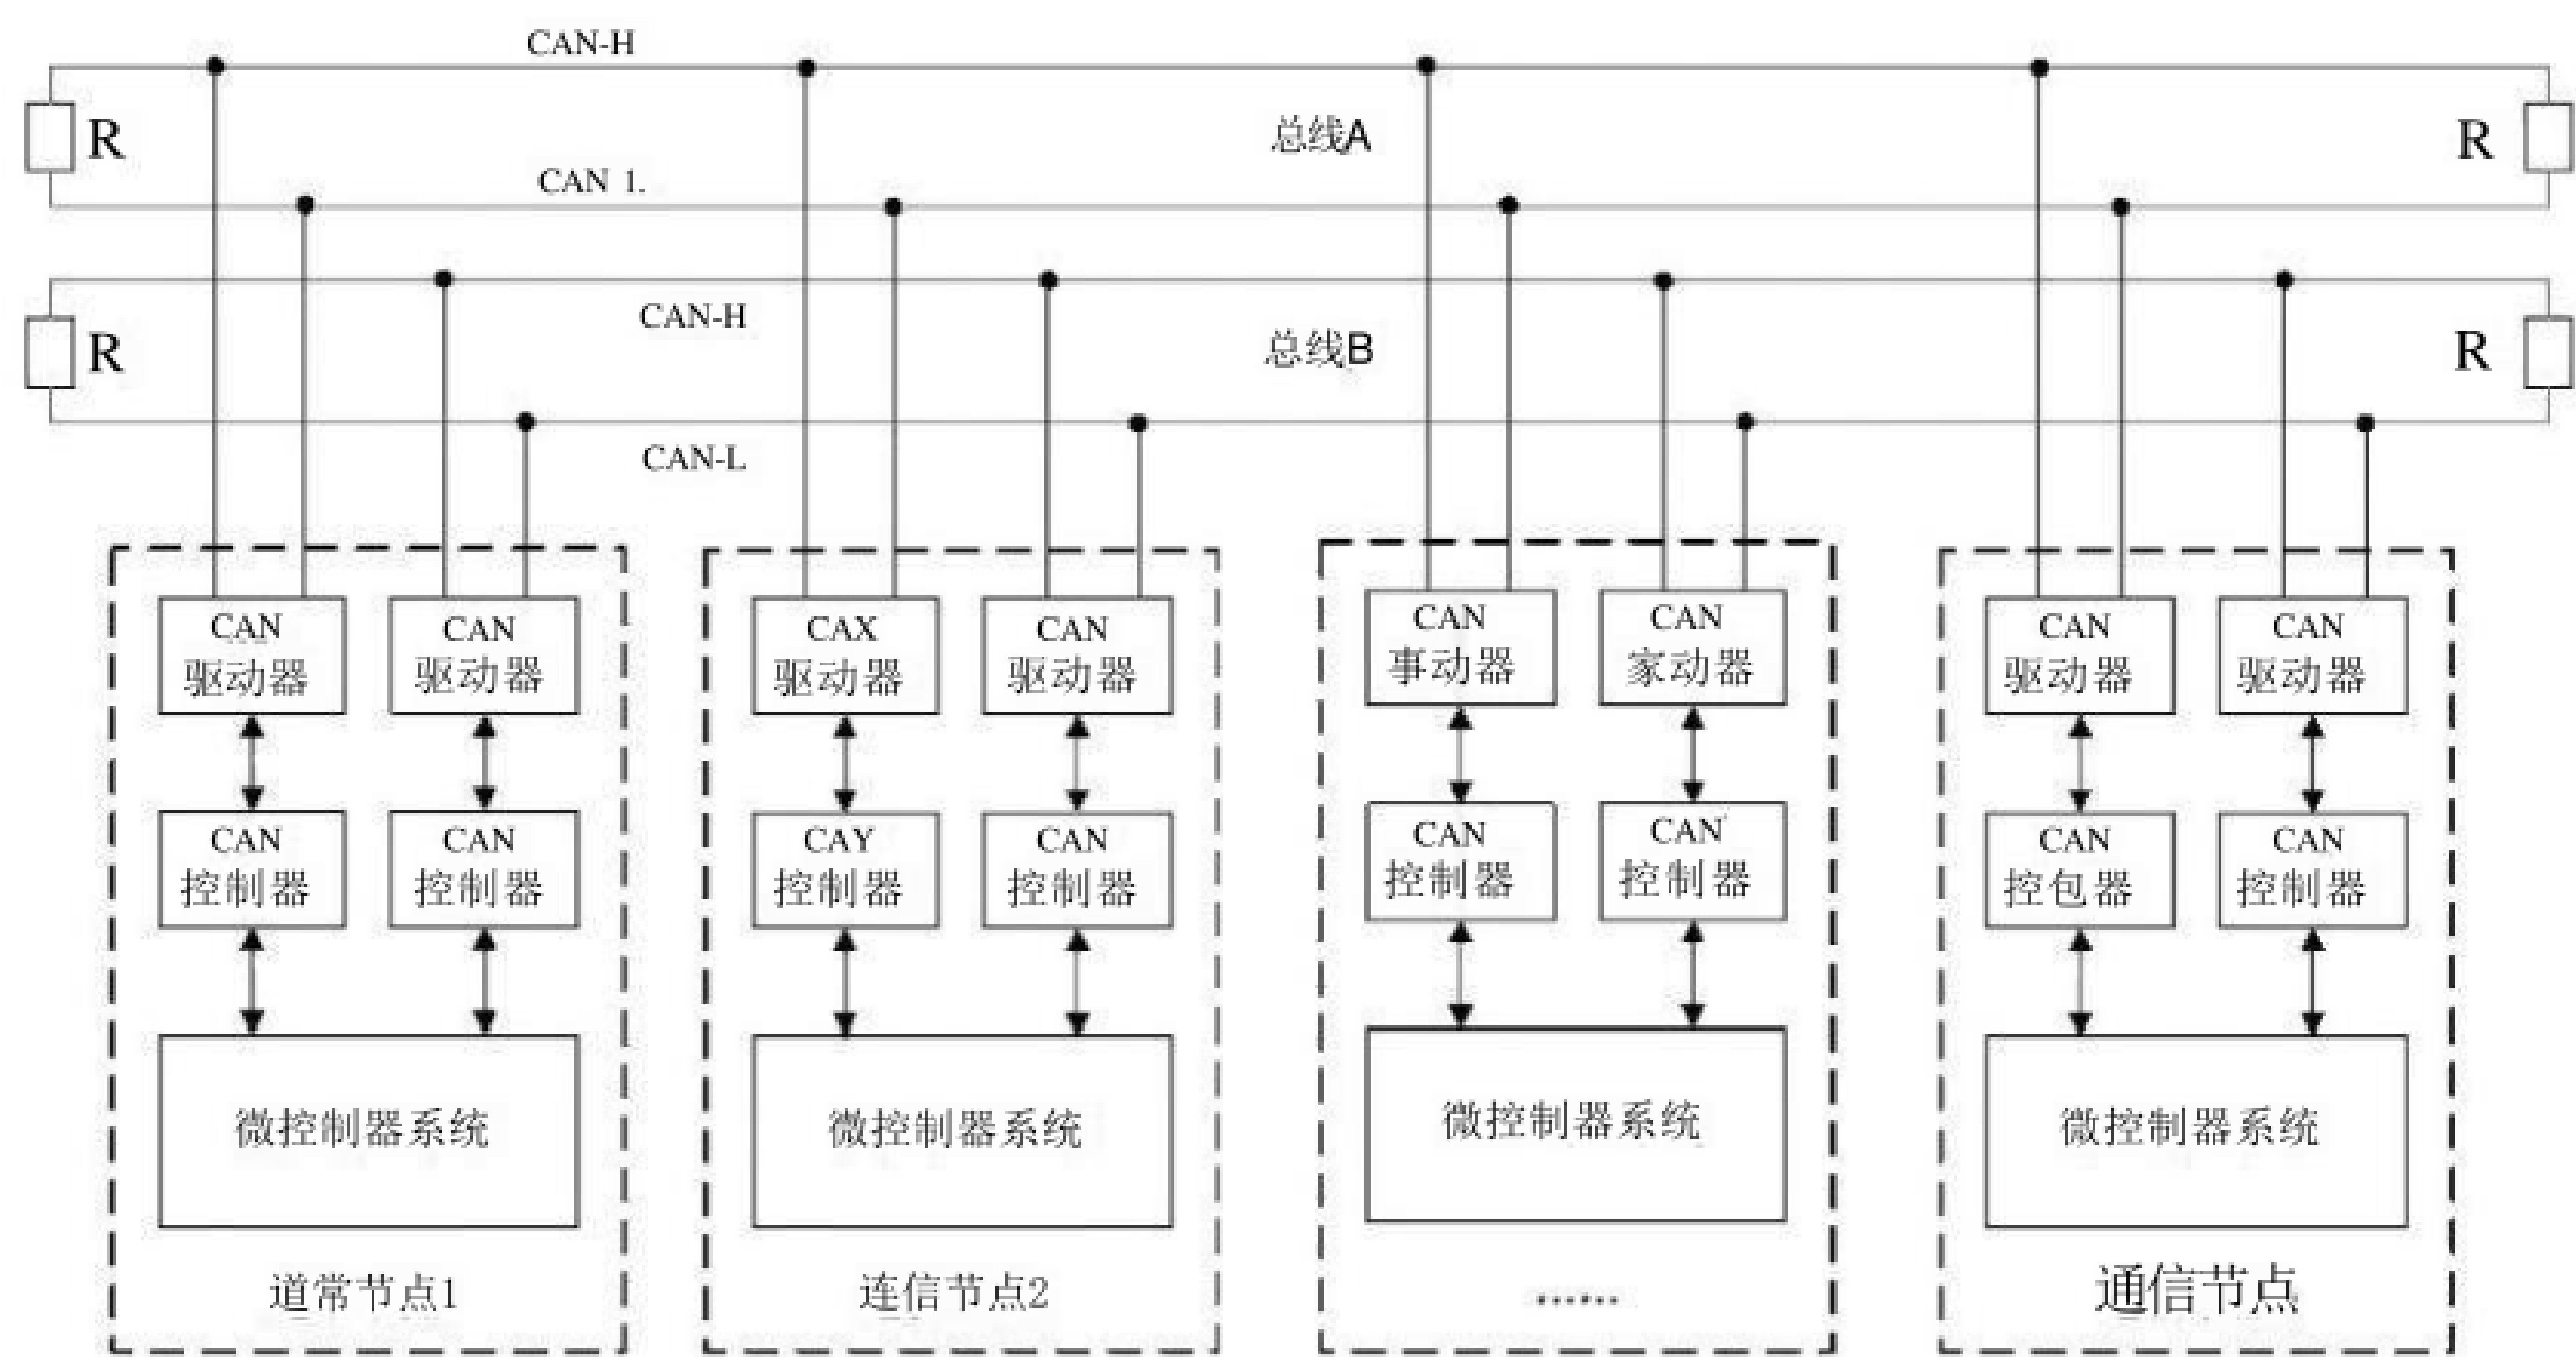 CAN-H
R
总线A
R
CAN 1.
CAN-H
R
总线B
R
CAN-L
CAN
驱动器
CAN
驱动器
CAX
驱动器
CAN
驱动器
CAN
事动器
CAN
家动器
CAN
驱动器
CAN
驱动器
CAN
控制器
CAN
控制器
CAY
控制器
CAN
控制器
CAN
控制器
CAN
控制器
CAN
控包器
CAN
控制器
微控制器系统
微控制器系统
微控制器系统
微控制器系统
道常节点1
连信节点2
……
通信节点